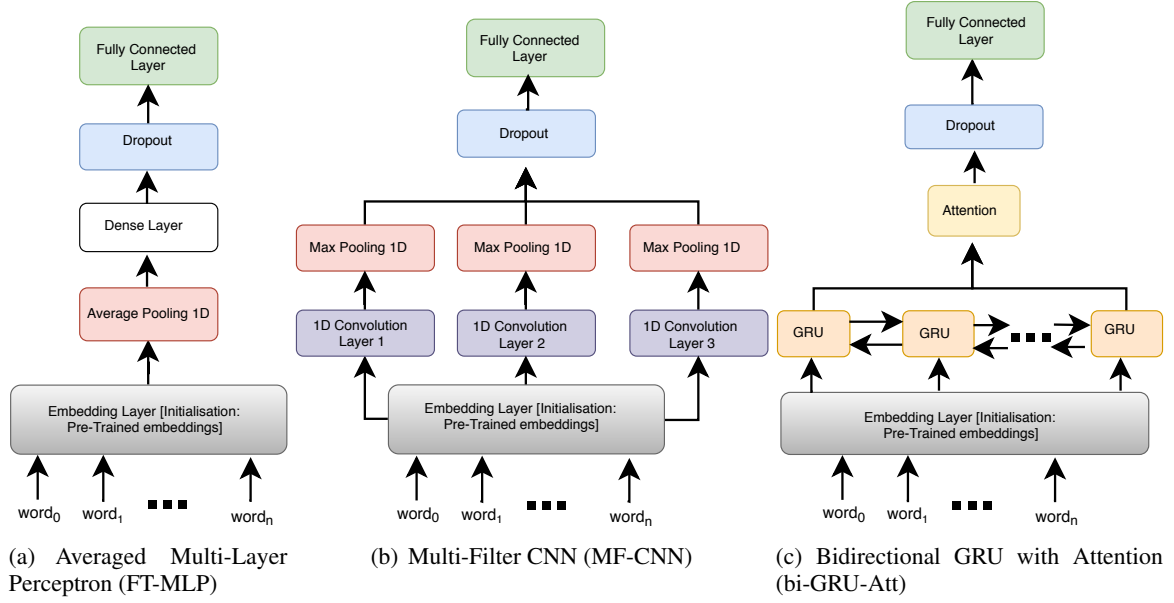 Fully Connected
Layer
Dropout
Dense Layer
Average Pooling 1D
Embedding Layer [Initialisation:
Pre-Trained embeddings]
word0
word1
wordn
(a) Averaged Multi-Layer
Perceptron (FT-MLP)
Fully Connected
Layer
Dropout
Max Pooling 1D
Max Pooling 1D
Max Pooling 1D
1D Convolution
Layer 1
1D Convolution
Layer 2
1D Convolution
Layer 3
Embedding Layer [Initialisation:
Pre-Trained embeddings]
word0
word1
wordn
(b) Multi-Filter CNN (MF-CNN)
Fully Connected
Layer
Dropout
Attention
GRU
GRU
GRU
Embedding Layer [Initialisation:
Pre-Trained embeddings]
word0
word1
wordn
(c) Bidirectional GRU with Attention
(bi-GRU-Att)